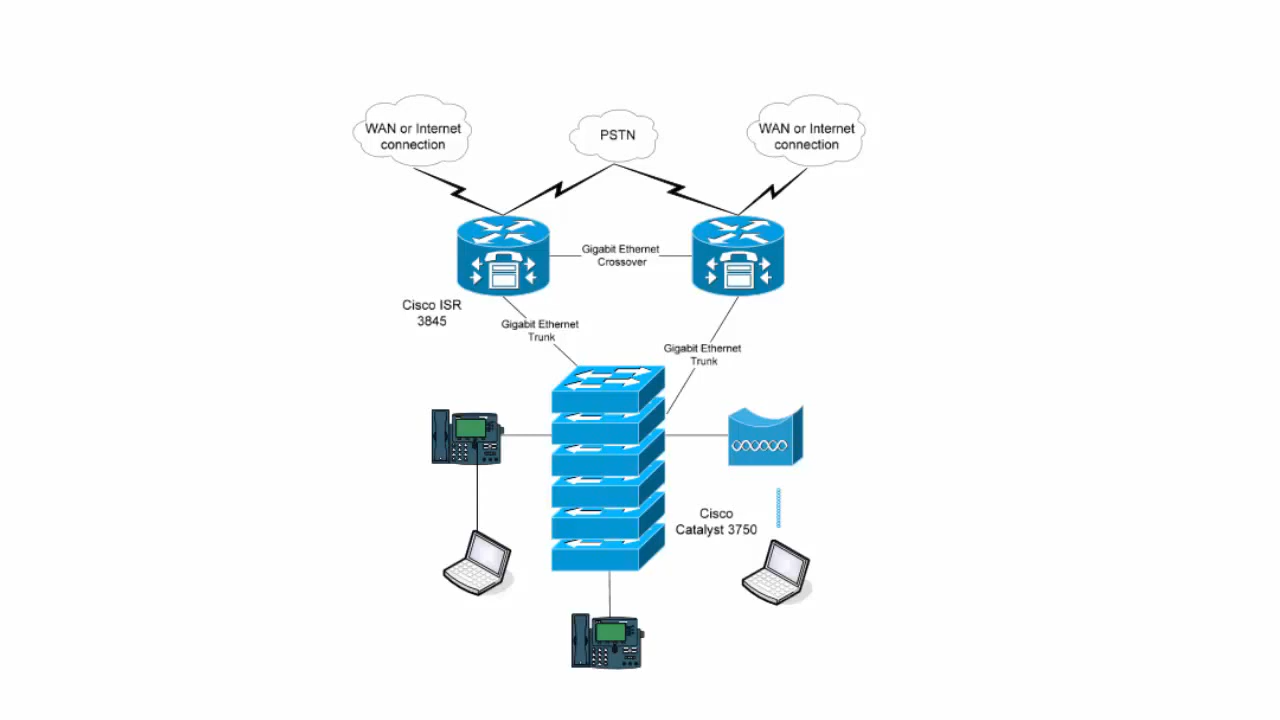 WAN or Internet
connection
PSTN
WAN or Internet
connection
Gigabit Ethernet
Crossover
Cisco ISR
3845
Gigabit Ethernet
Trunk
Gigabit Ethernet
Trunk
Cisco
Catalyst 3750